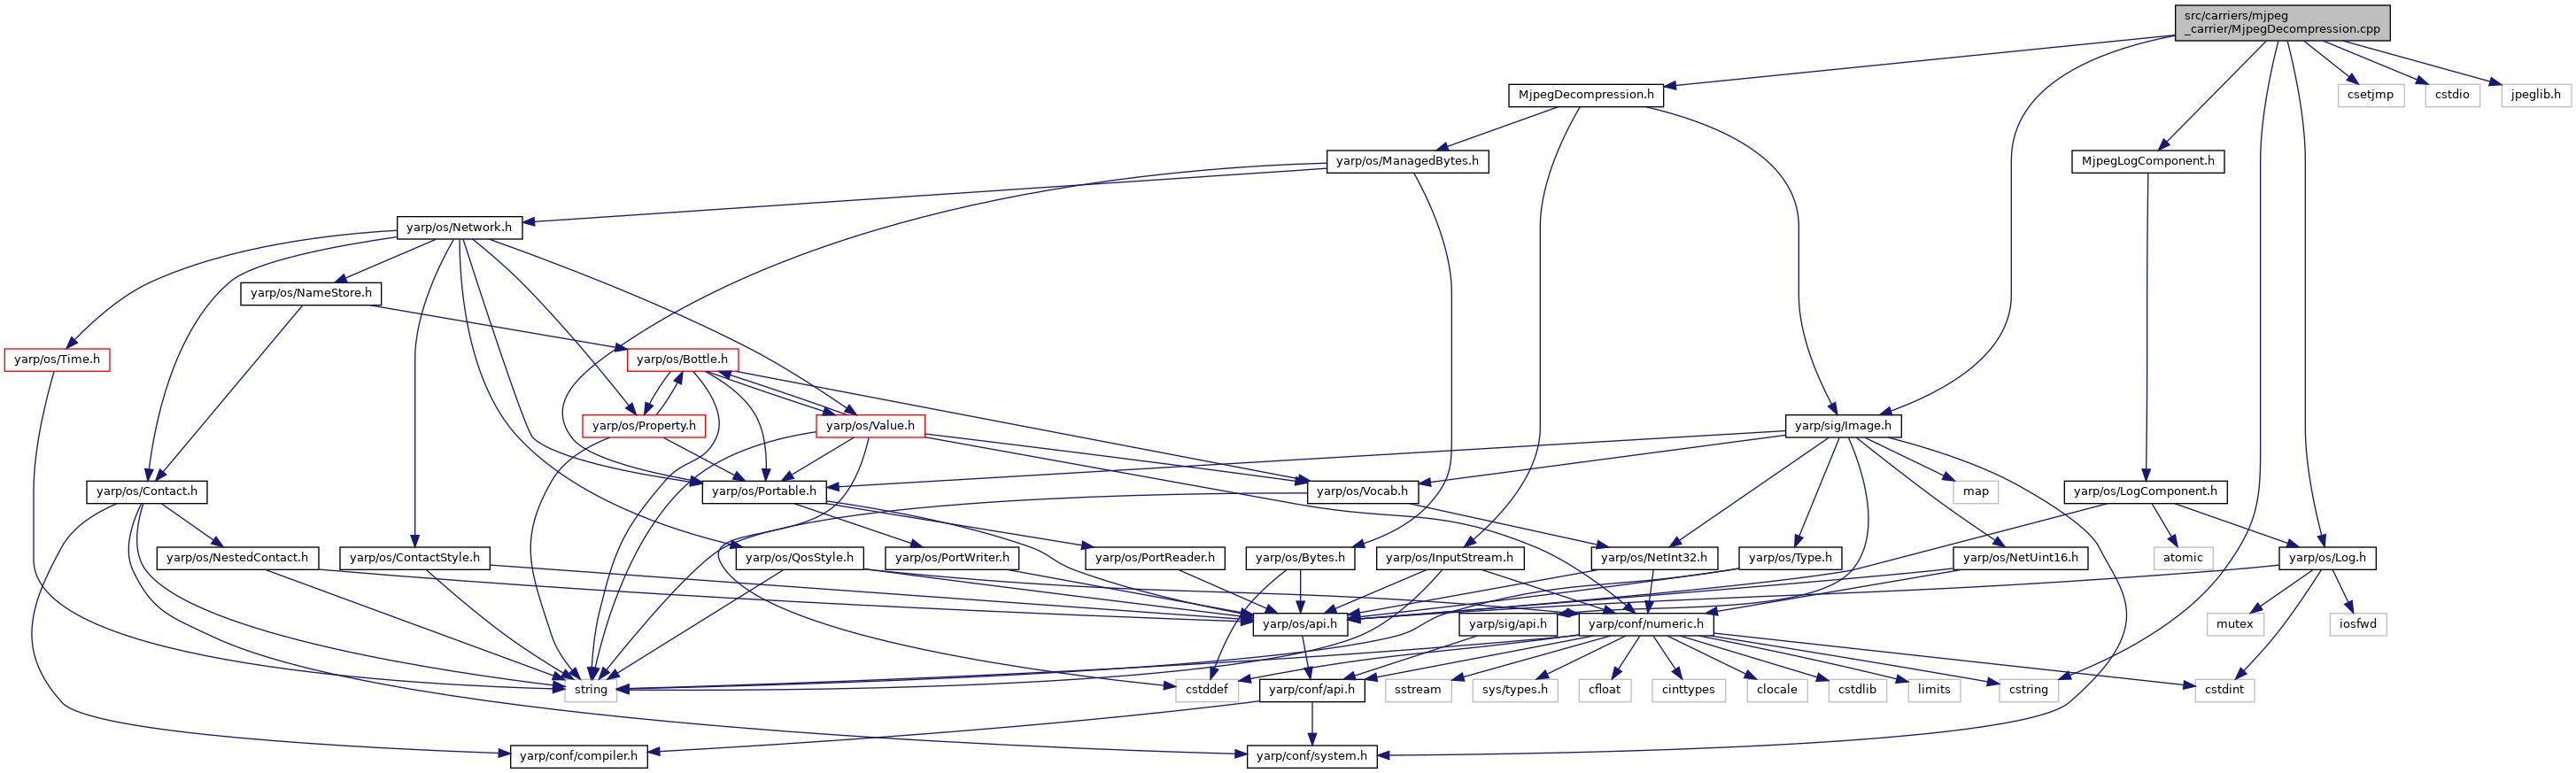 src/carriers/mjpeg
_carrier/MjpegDecompression.cpp
MjpegDecompression.h
csetjmp
cstdio
jpeglib.h
yarp/os/ManagedBytes.h
MjpegLogComponent.h
yarp/os/Network.h
yarp/os/NameStore.h
yarp/os/Time.h
yarp/os/Bottle.h
yarp/os/Property.h
yarp/os/Value.h
yarp/sig/Image.h
yarp/os/Contact.h
yarp/os/Portable.h
yarp/os/Vocab.h
map
yarp/os/LogComponent.h
yarp/os/NestedContact.h
yarp/os/ContactStyle.h
yarp/os/QosStyle.h
yarp/os/PortWriter.h
yarp/os/PortReader.h
yarp/os/Bytes.h
yarp/os/InputStream.h
yarp/os/NetInt32.h
yarp/os/Type.h
yarp/os/NetUint16.h
atomic
yarp/os/Log.h
yarp/os/api.h
yarp/sig/api.h
yarp/conf/numeric.h
mutex
iosfwd
string
cstddef
yarp/conf/api.h
sstream
sys/types.h
cfloat
cinttypes
clocale
cstdlib
limits
cstring
cstdint
yarp/conf/compiler.h
yarp/conf/system.h